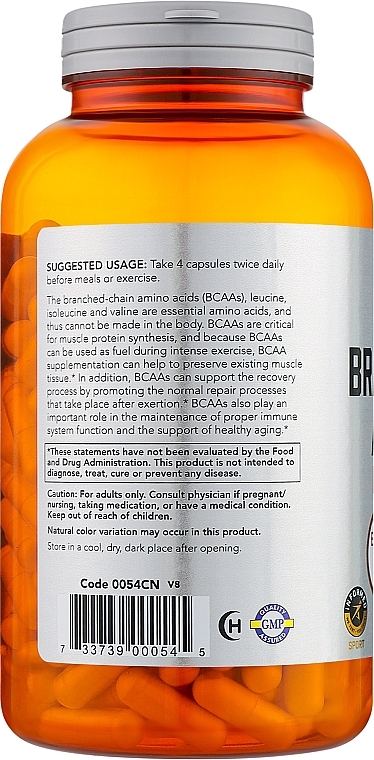 SUGGESTED USAGE: Take 4 capsules twice daily
before meals or exercise.
The branched-chain amino acids (BCAAs), leucine,
isoleucine and valine are essential amino acids, and
thus cannot be made in the body. BCAAs are critical
for muscle protein synthesis, and because BCAAs
can be used as fuel during intense exercise, BCAA
supplementation can help to preserve existing muscle
tissue.* In addition, BCAAs can support the recovery
process by promoting the normal repair processes
that take place after exertion.* BCAAs also play an
important role in the maintenance of proper immune
system function and the support of healthy aging.*
*These statements have not been evaluated by the Food
and Drug Administration. This product is not intended to
diagnose, treat, cure or prevent any disease.
Caution: For adults only. Consult physician if pregnant/
nursing, taking medication, or have a medical condition.
Keep out of reach of children.
Natural color variation may occur in this product.
Store in a cool, dry, dark place after opening.
Code 0054CN V8
7 33739 00054 5
H
QUALITY
GMP
ASSURED
BR
INFORMED
SPORT